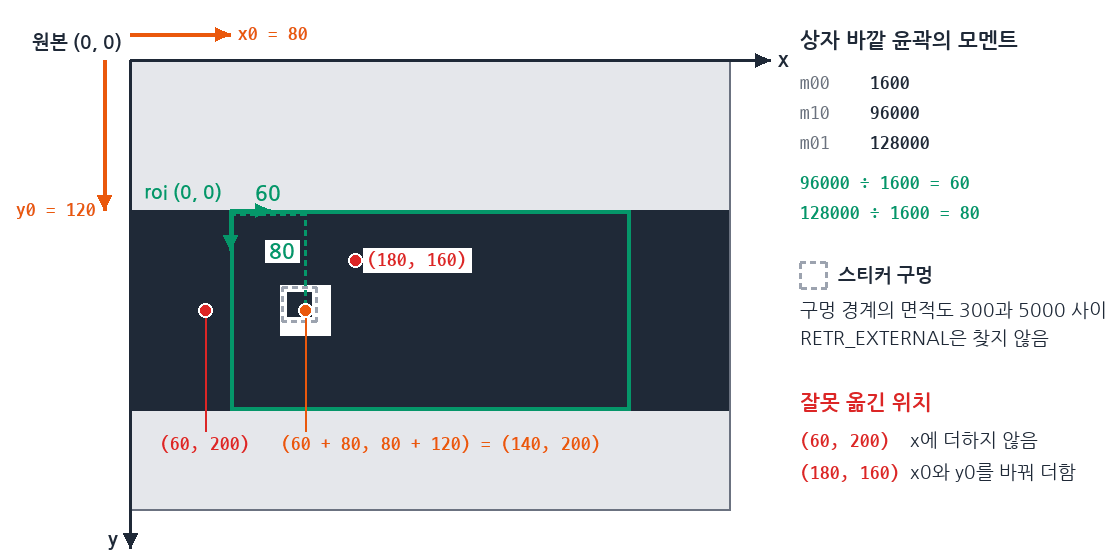 원본 (0, 0)
x0 = 80
x
y0 = 120
roi (0, 0)
60
80
(180, 160)
(60, 200)
(60 + 80, 80 + 120) = (140, 200)
y
상자 바깥 윤곽의 모멘트
m00 1600
m10 96000
m01 128000
96000 ÷ 1600 = 60
128000 ÷ 1600 = 80
스티커 구멍
구멍 경계의 면적도 300과 5000 사이
RETR_EXTERNAL은 찾지 않음
잘못 옮긴 위치
(60, 200) x에 더하지 않음
(180, 160) x0와 y0를 바꿔 더함